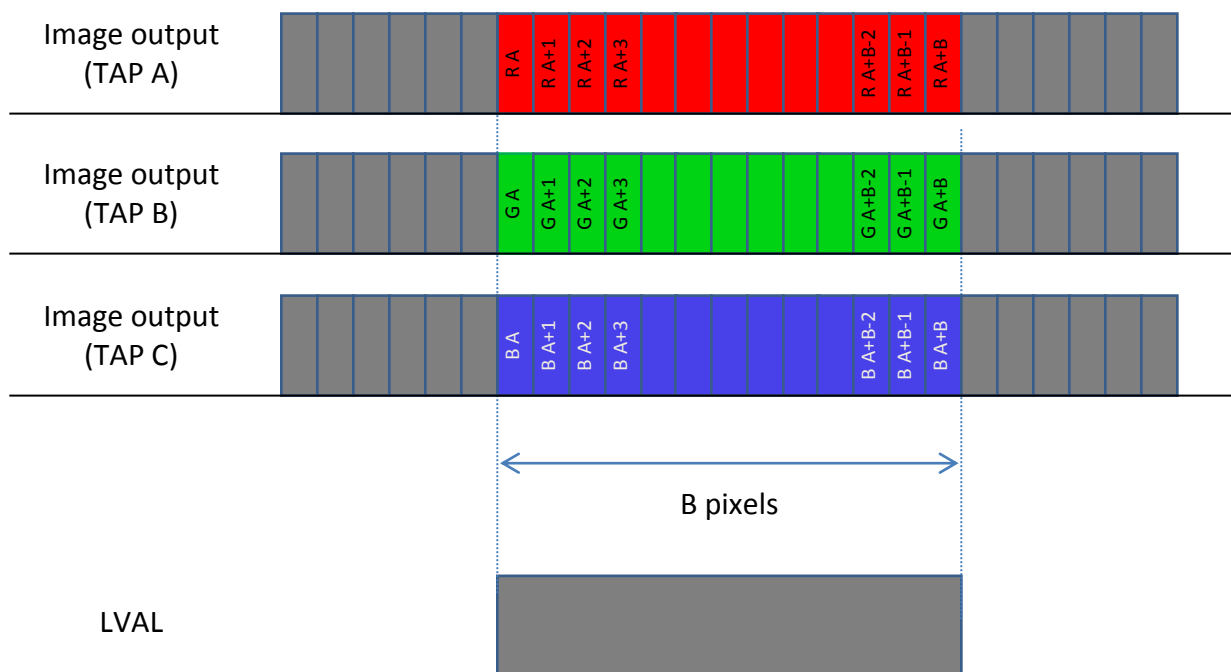 Image output
(TAP A)
R A
R A+1
R A+2
R A+3
R A+B-2
R A+B-1
R A+B
Image output
(TAP B)
G A
G A+1
G A+2
G A+3
G A+B-2
G A+B-1
G A+B
Image output
(TAP C)
B A
B A+1
B A+2
B A+3
B A+B-2
B A+B-1
B A+B
B pixels
LVAL